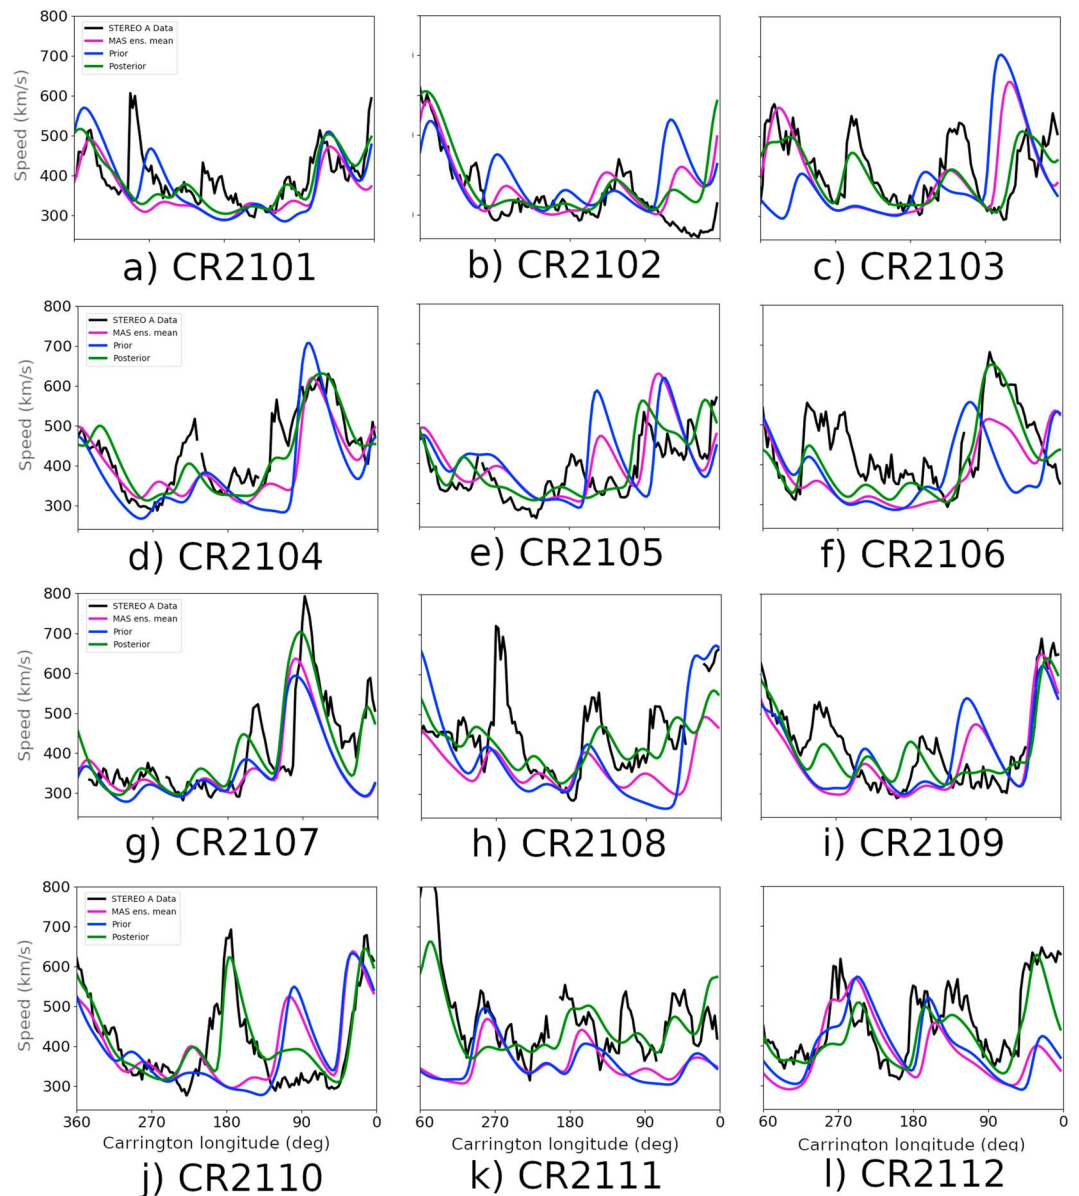 800
700
600
500
400
300
Speed (km/s)
STEREO A Data
MAS ens. mean
Prior
Posterior
a) CR2101
b) CR2102
c) CR2103
800
700
600
500
400
300
Speed (km/s)
STEREO A Data
MAS ens. mean
Prior
Posterior
d) CR2104
e) CR2105
f) CR2106
800
700
600
500
400
300
Speed (km/s)
STEREO A Data
MAS ens. mean
Prior
Posterior
g) CR2107
h) CR2108
i) CR2109
800
700
600
500
400
300
Speed (km/s)
STEREO A Data
MAS ens. mean
Prior
Posterior
360 270 180 90 0
60 270 180 90 0
60 270 180 90 0
Carrington longitude (deg)
Carrington longitude (deg)
Carrington longitude (deg)
j) CR2110
k) CR2111
l) CR2112